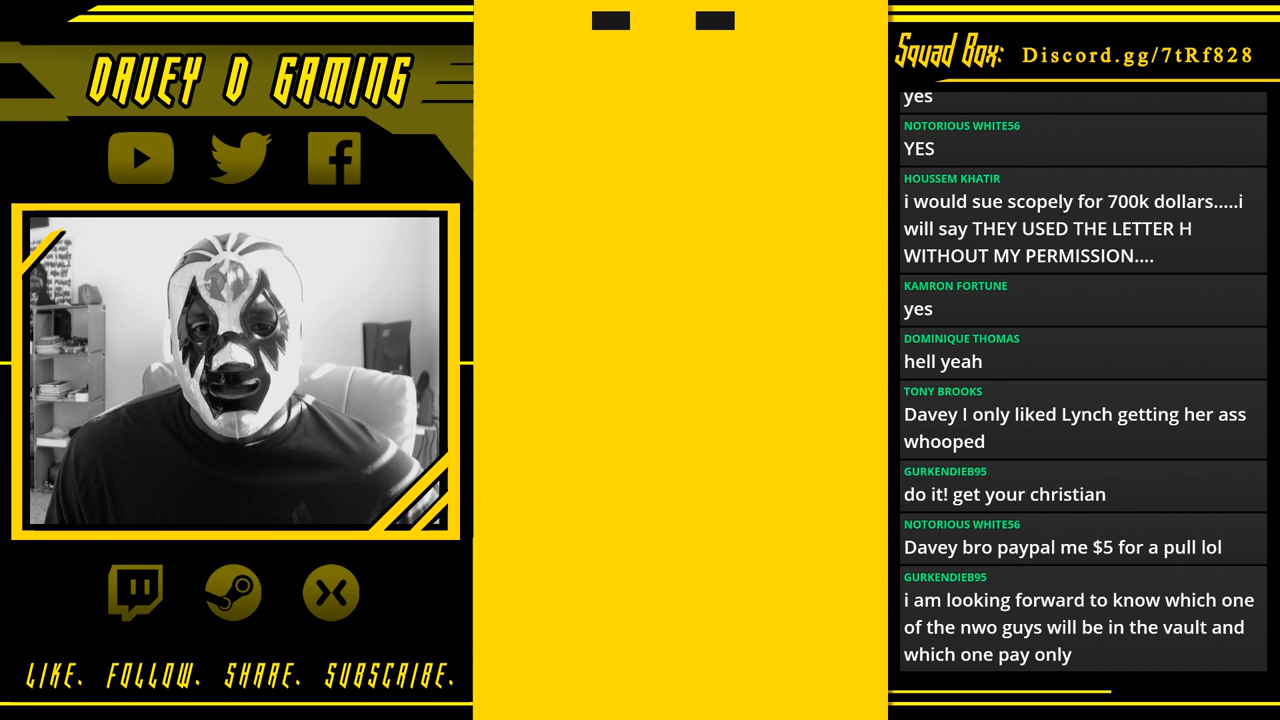 DAVEY D GAMING
LIKE. FOLLOW. SHARE. SUBSCRIBE.
Squad Box: Discord.gg/7tRf828
yes
NOTORIOUS WHITE56
YES
HOUSSEM KHATIR
i would sue scopely for 700k dollars.....i
will say THEY USED THE LETTER H
WITHOUT MY PERMISSION....
KAMRON FORTUNE
yes
DOMINIQUE THOMAS
hell yeah
TONY BROOKS
Davey I only liked Lynch getting her ass
whooped
GURKENDIEB95
do it! get your christian
NOTORIOUS WHITE56
Davey bro paypal me $5 for a pull lol
GURKENDIEB95
i am looking forward to know which one
of the nwo guys will be in the vault and
which one pay only